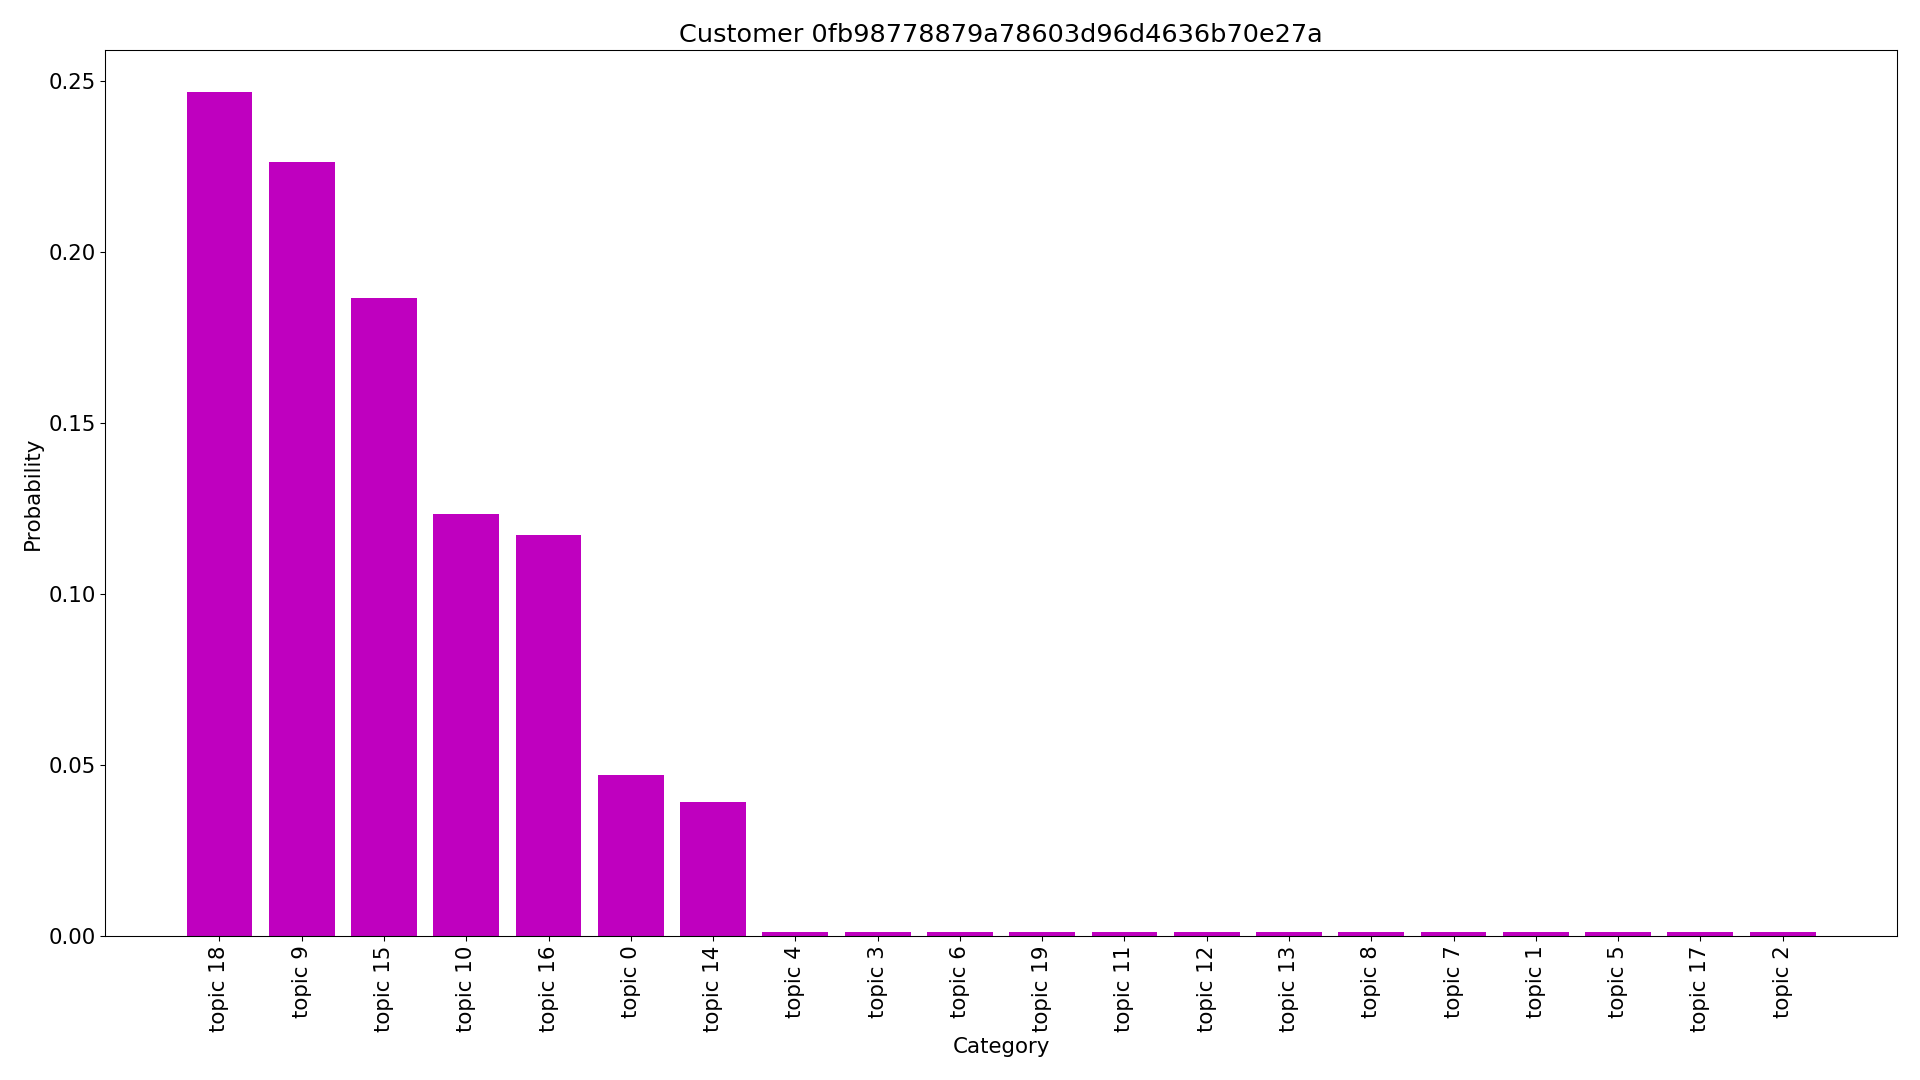 Customer 0fb98778879a78603d96d4636b70e27a
Probability
0.25
0.20
0.15
0.10
0.05
0.00
topic 18
topic 9
topic 15
topic 10
topic 16
topic 0
topic 14
topic 4
topic 3
topic 6
topic 19
topic 11
topic 12
topic 13
topic 8
topic 7
topic 1
topic 5
topic 17
topic 2
Category